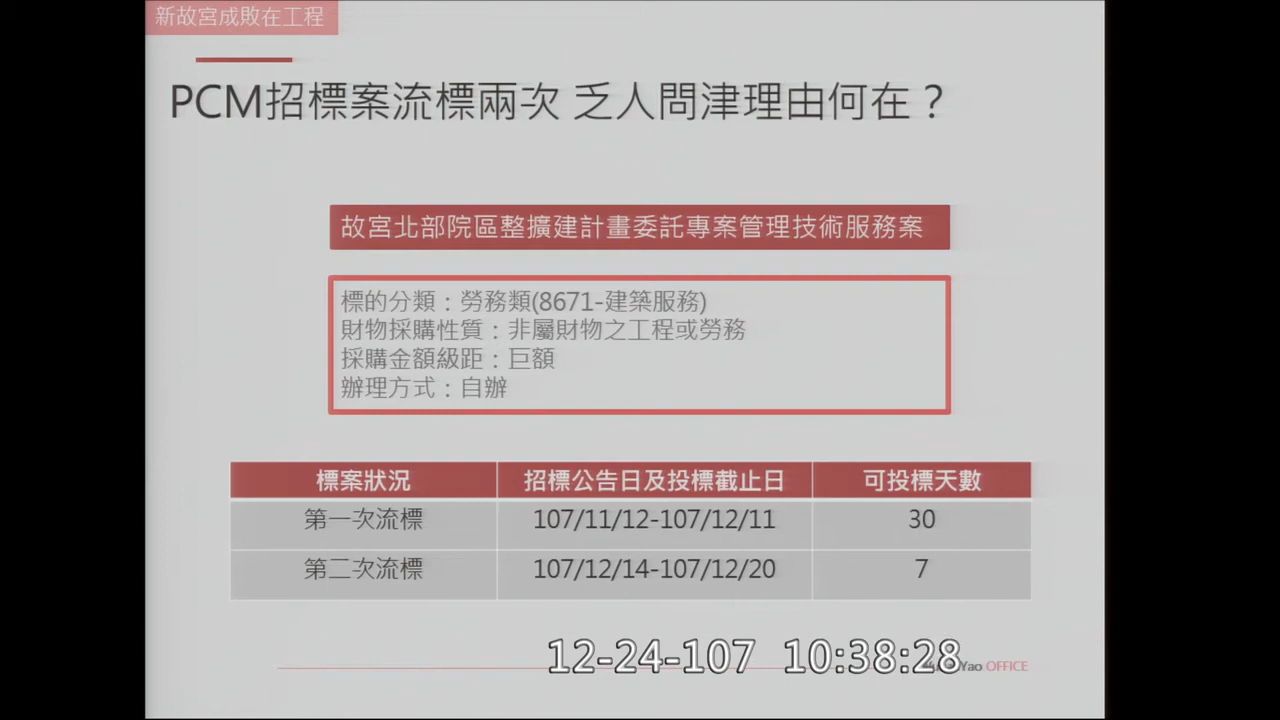 新故宮成敗在工程
PCM招標案流標兩次 乏人問津理由何在？
故宮北部院區整擴建計畫委託專案管理技術服務案
標的分類：勞務類(8671-建築服務)
財物採購性質：非屬財物之工程或勞務
採購金額級距：巨額
辦理方式：自辦
標案狀況 招標公告日及投標截止日 可投標天數
第一次流標 107/11/12-107/12/11 30
第二次流標 107/12/14-107/12/20 7
12-24-107 10:38:28
Yao OFFICE